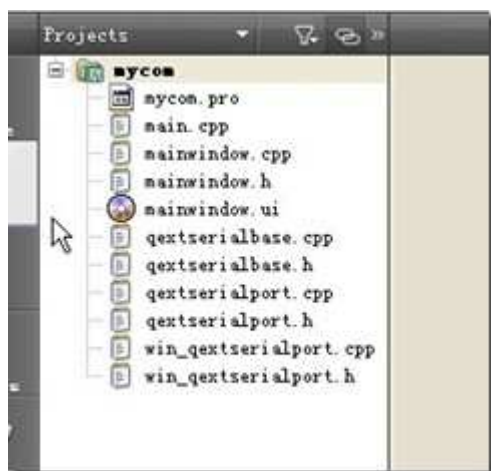 Projects
mycom
mycom.pro
main.cpp
mainwindow.cpp
mainwindow.h
mainwindow.ui
qextserialbase.cpp
qextserialbase.h
qextserialport.cpp
qextserialport.h
win_qextserialport.cpp
win_qextserialport.h